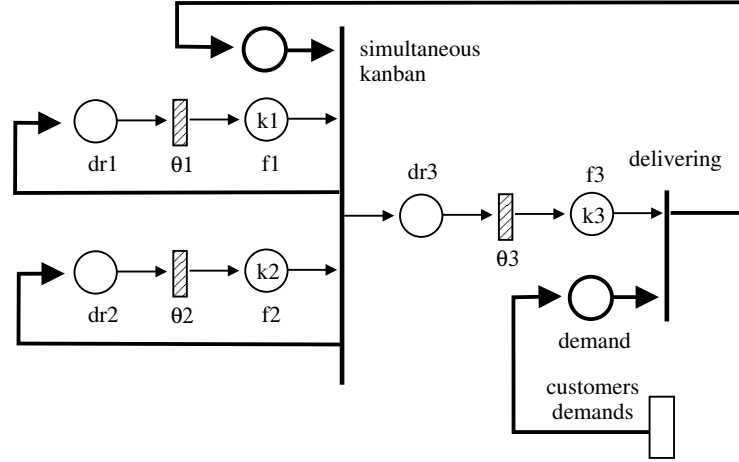 simultaneous
kanban
k1
dr1
θ1
f1
delivering
dr3
f3
k3
θ3
k2
dr2
θ2
f2
demand
customers
demands